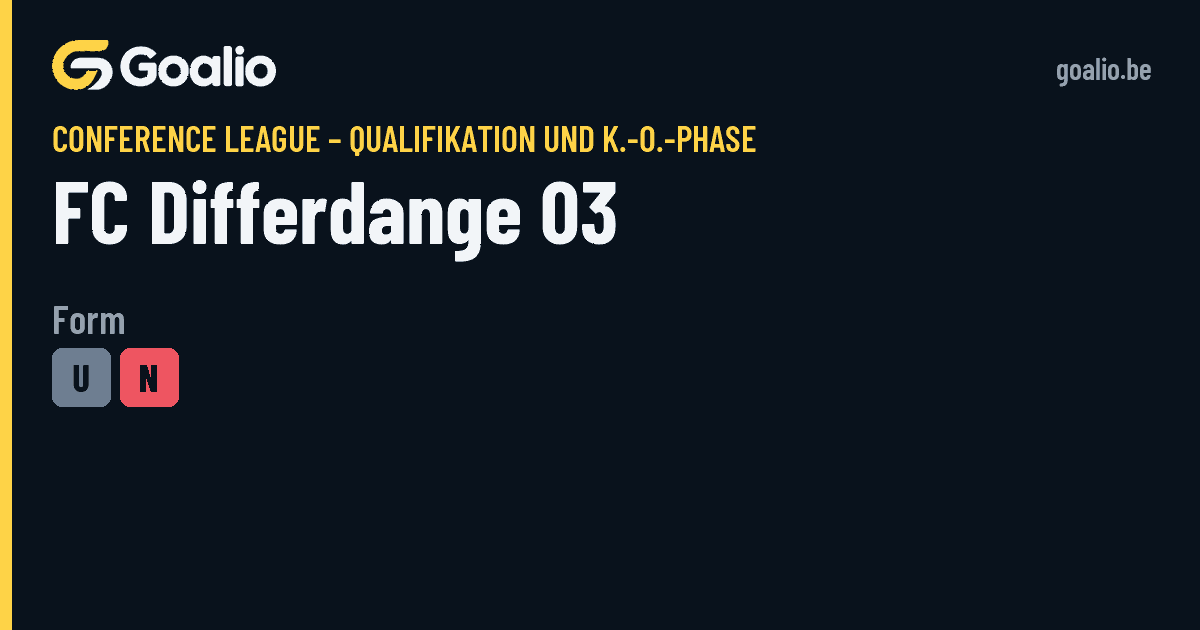 Goalio
goalio.be
CONFERENCE LEAGUE – QUALIFIKATION UND K.-O.-PHASE
FC Differdange 03
Form
U N